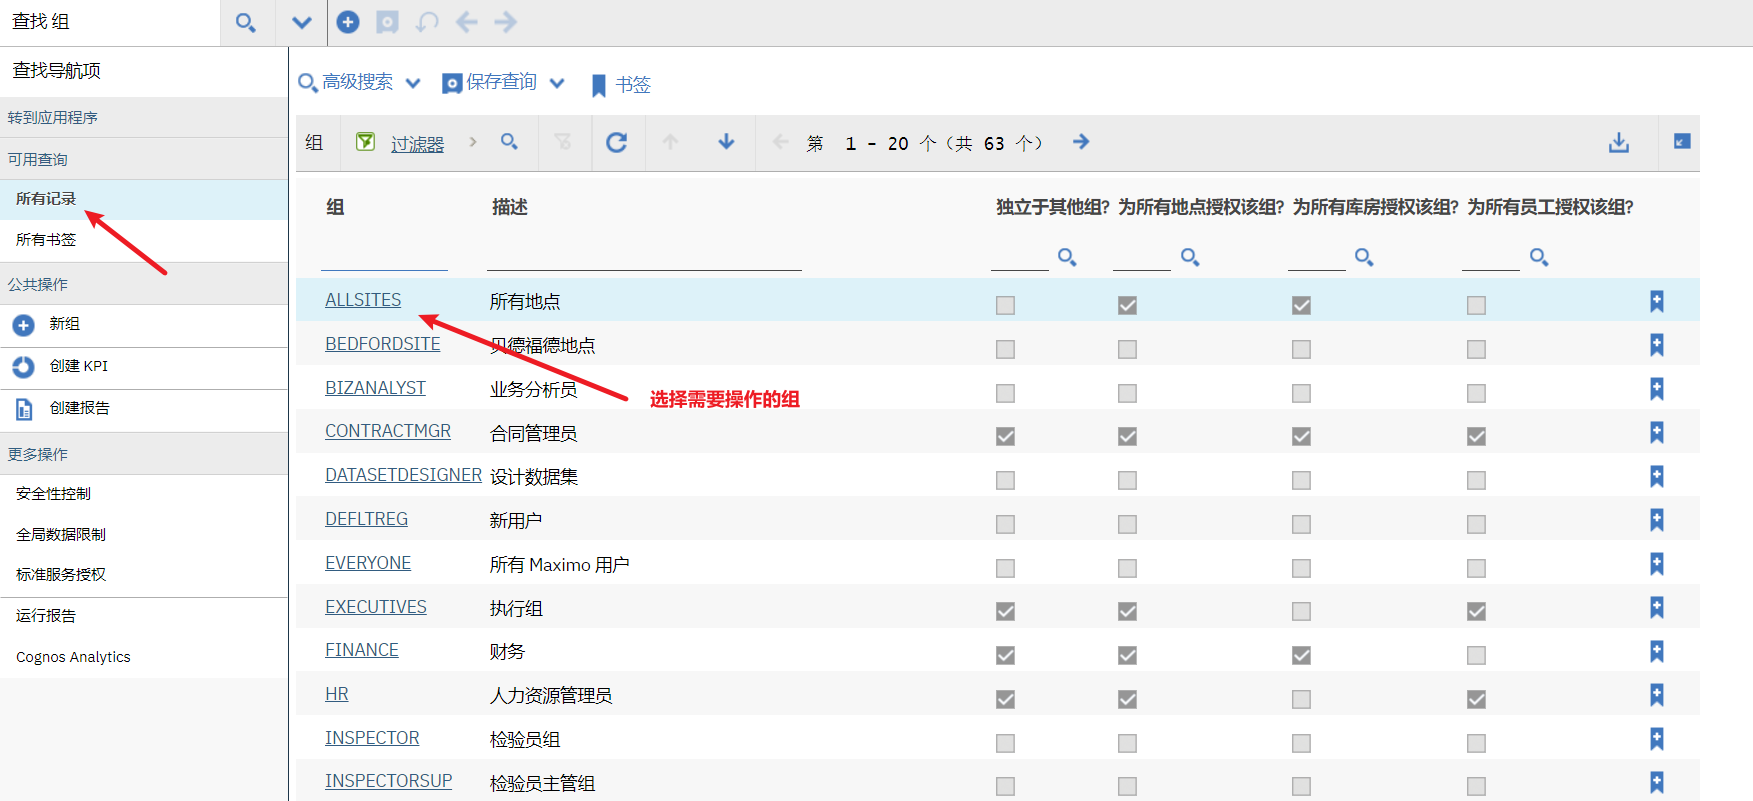 查找 组
查找导航项
转到应用程序
可用查询
所有记录
所有书签
公共操作
新组
创建 KPI
创建报告
更多操作
安全性控制
全局数据限制
标准服务授权
运行报告
Cognos Analytics
高级搜索 保存查询 书签
组 过滤器 > 第 1 - 20 个（共 63 个）
组 描述 独立于其他组? 为所有地点授权该组? 为所有库房授权该组? 为所有员工授权该组?
ALLSITES 所有地点
BEDFORDSITE 贝德福德地点
BIZANALYST 业务分析员
选择需要操作的组
CONTRACTMGR 合同管理员
DATASETDESIGNER 设计数据集
DEFLTREG 新用户
EVERYONE 所有 Maximo 用户
EXECUTIVES 执行组
FINANCE 财务
HR 人力资源管理员
INSPECTOR 检验员组
INSPECTORSUP 检验员主管组